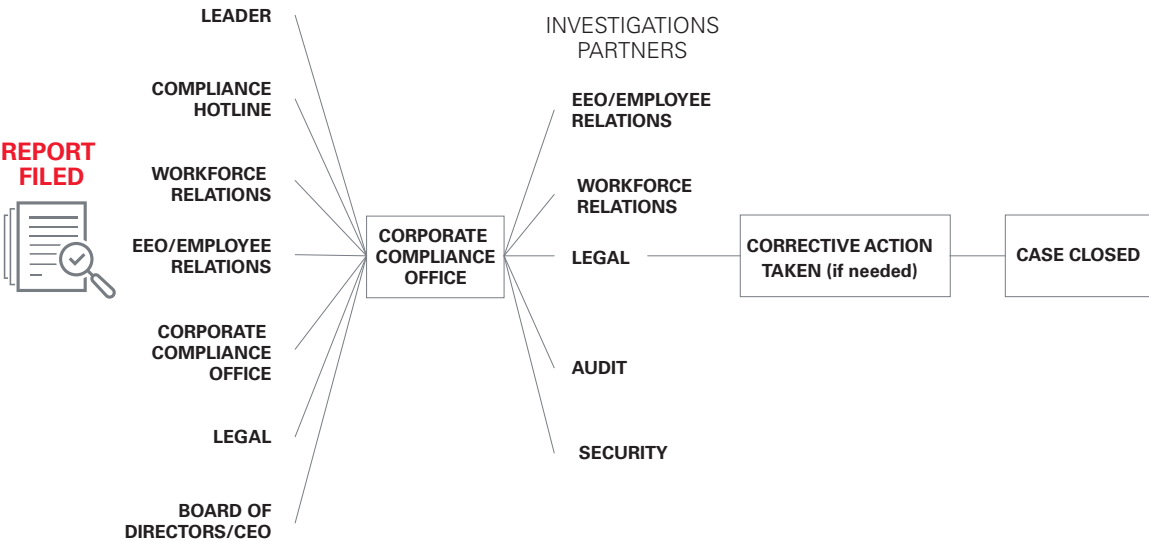 REPORT
FILED
LEADER
COMPLIANCE
HOTLINE
WORKFORCE
RELATIONS
EEO/EMPLOYEE
RELATIONS
CORPORATE
COMPLIANCE
OFFICE
LEGAL
BOARD OF
DIRECTORS/CEO
CORPORATE
COMPLIANCE
OFFICE
INVESTIGATIONS
PARTNERS
EEO/EMPLOYEE
RELATIONS
WORKFORCE
RELATIONS
LEGAL
AUDIT
SECURITY
CORRECTIVE ACTION
TAKEN (if needed)
CASE CLOSED